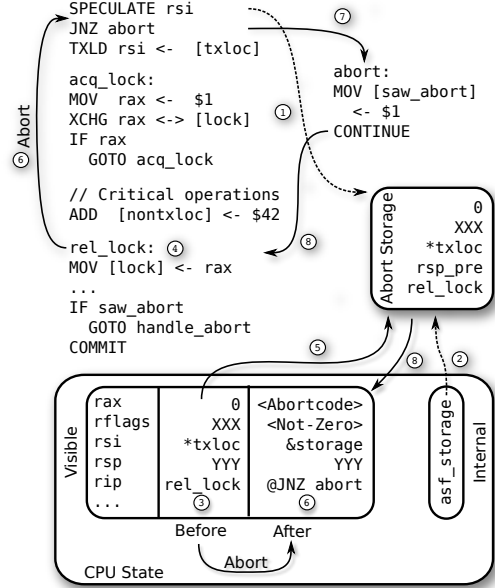 SPECULATE rsi
JNZ abort
TXLD rsi <- [txloc]
acq_lock:
MOV rax <- $1
XCHG rax <-> [lock]
IF rax
GOTO acq_lock
// Critical operations
ADD [nontxloc] <- $42
rel_lock: 4
MOV [lock] <- rax
...
IF saw_abort
GOTO handle_abort
COMMIT
6 Abort
7
abort:
MOV [saw_abort]
<- $1
CONTINUE
1
8
Abort Storage
0
XXX
*txloc
rsp_pre
rel_lock
5
8
2
Visible
rax 0 <Abortcode>
rflags XXX <Not-Zero>
rsi *txloc &storage
rsp YYY YYY
rip rel_lock @JNZ abort
... 3 6
asf_storage
Internal
Before After
Abort
CPU State